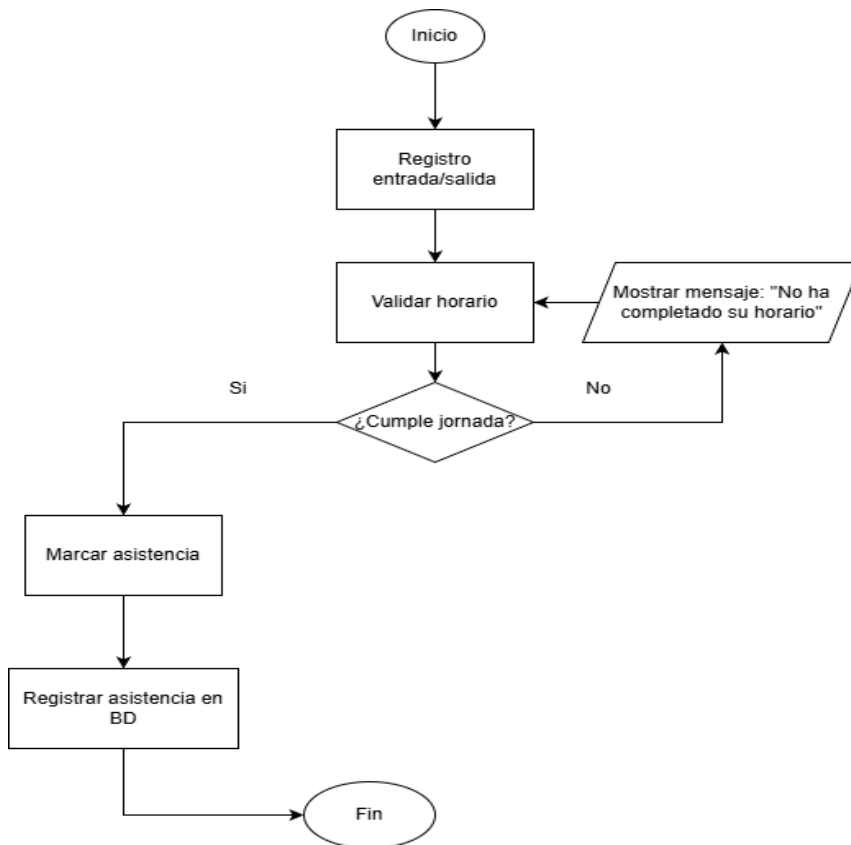 Inicio
Registro
entrada/salida
Validar horario
Mostrar mensaje: "No ha
completado su horario"
Si
No
¿Cumple jornada?
Marcar asistencia
Registrar asistencia en
BD
Fin